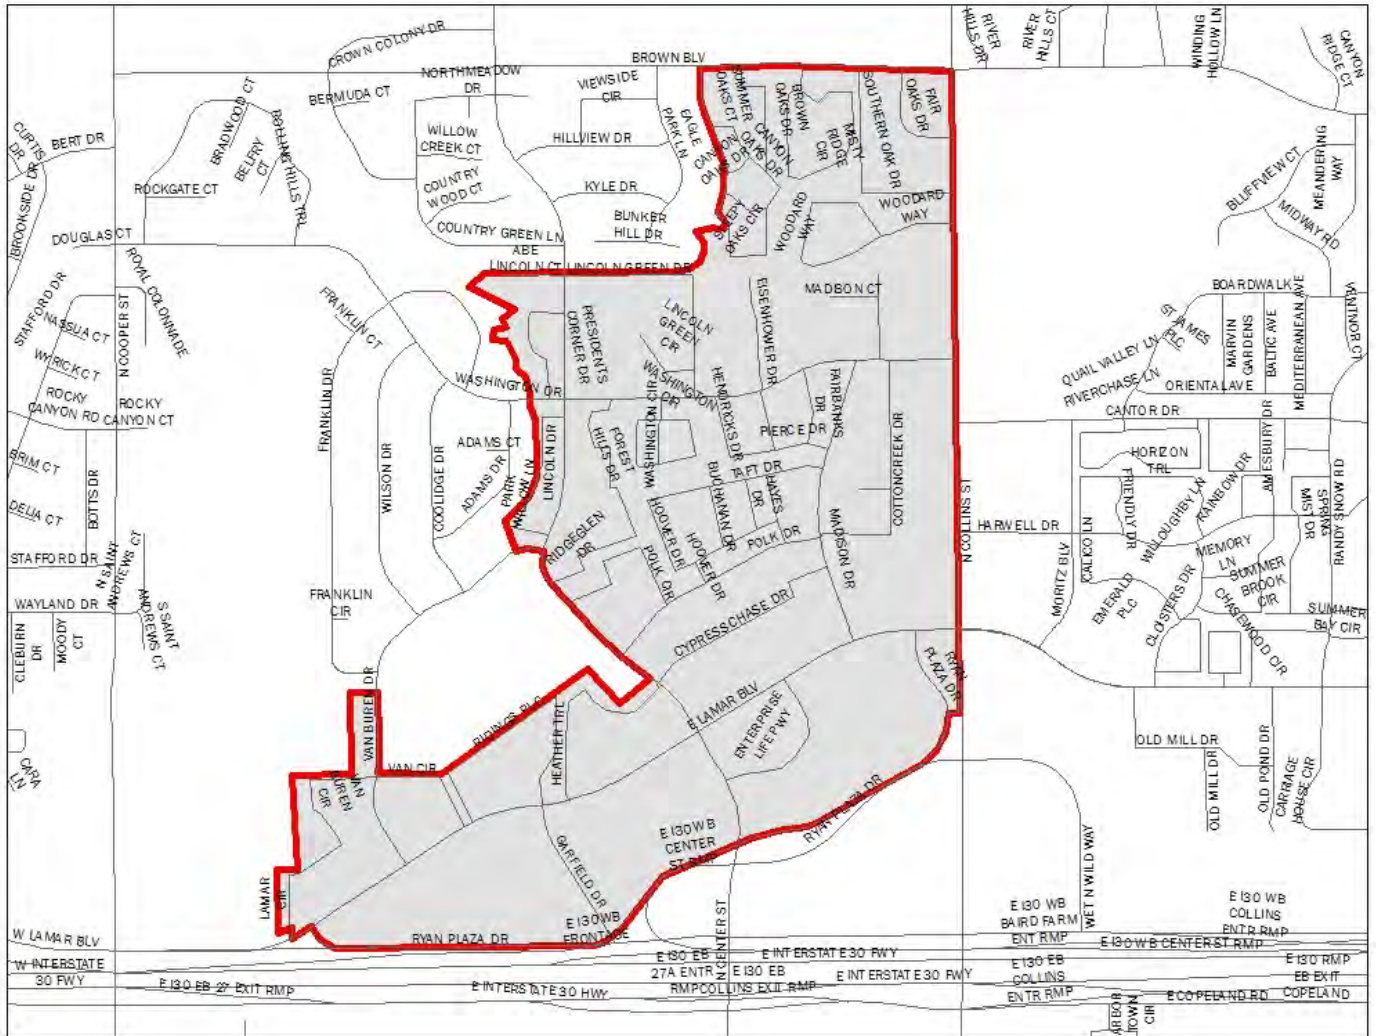 CROWN COLONY DR
BROWN BLV
RIVER
HILLS DR
RIVER
HILLS CT
WINDING
HOLLOW LN
CANYON
RIDGE CT
NORTHMEADOW
DR
VIEWSIDE
CIR
BERMUDA CT
EAGLE
PARK LN
SUMMER
OAKS CT
BROWN
OAKS DR
SOUTHERN OAK DR
FAIR
OAKS DR
CURTIS
DR
BERT DR
BRADWOOD CT
BELFRY
CT
ROLLING HILLS TRL
WILLOW
CREEK CT
HILLVIEW DR
CANYON
OAKS DR
MISTY
RIDGE
CIR
BROOKSIDE DR
ROCKGATE CT
COUNTRY
WOOD CT
KYLE DR
BUNKER
HILL DR
SLEEPY
OAKS CIR
WOODARD
WAY
WOODARD
WAY
BLUFFVIEW CT
MEANDERING
WAY
MIDWAY RD
DOUGLAS CT
COUNTRY GREEN LN
ABE
LINCOLN CT
LINCOLN GREEN DR
ROYAL COLONNADE
STAFFORD DR
NASSUA CT
N COOPER ST
FRANKLIN CT
PRESIDENTS
CORNER DR
LINCOLN
GREEN
CIR
EISENHOWER DR
MADISON CT
BOARDWALK
ST JAMES
PLC
MARVIN
GARDENS
BALTIC AVE
MEDITERRANEAN AVE
VENTNOR CT
WYRICK CT
QUAIL VALLEY LN
RIVERCHASE LN
ORIENTAL AVE
ROCKY
CANYON RD
ROCKY
CANYON CT
FRANKLIN DR
WASHINGTON DR
WASHINGTON
CIR
WASHINGTON CIR
HENDRICKS DR
FAIRBANKS
DR
PIERCE DR
CANTOR DR
BRIM CT
BOTTS DR
WILSON DR
COOLIDGE DR
ADAMS CT
ADAMS DR
PARK
WILLOW LN
LINCOLN DR
FOREST
HILLS DR
TAFT DR
BUCHANAN DR
HAYES
DR
COTTONCREEK DR
HORIZON
TRL
AMESBURY DR
RAINBOW DR
WILLOUGHBY LN
FRIENDLY DR
DELIA CT
STAFFORD DR
N SAINT
ANDREWS CT
RIDGEGLEN
DR
HOOVER DR
HOOVER DR
POLK DR
POLK CIR
MADISON DR
N COLLINS ST
HARWELL DR
CALICO LN
MORITZ BLV
SPRING
MIST DR
RANDY SNOW RD
MEMORY
LN
SUMMER
BROOK
CIR
WAYLAND DR
S SAINT
ANDREWS CT
FRANKLIN
CIR
CYPRESS CHASE DR
EMERALD
PLC
OLD SISTERS DR
CHASEWOOD CIR
SUMMER
BAY CIR
CLEBURN
DR
MOODY
CT
VAN BUREN DR
RIDINGS PLC
HEATHER TRL
E LAMAR BLV
ENTERPRISE
LIFE PWY
RYAN
PLAZA DR
OLD MILL DR
OLD MILL DR
OLD POND DR
CARRIAGE
HOUSE CIR
CARA
LN
VAN CIR
VAN
BUREN
CIR
GARFIELD DR
E I30 WB
CENTER
ST RMP
RYAN PLAZA DR
WET N WILD WAY
LAMAR
CIR
W LAMAR BLV
RYAN PLAZA DR
E I30 WB
FRONTAGE
N CENTER ST
E I30 WB
BAIRD FARM
ENT RMP
E I30 WB
COLLINS
ENTR RMP
E I30 WB CENTER ST RMP
W INTERSTATE
30 FWY
E I30 EB 27 EXIT RMP
E INTERSTATE 30 HWY
E I30 EB
27A ENTR
RMP
E INTERSTATE 30 FWY
E I30 EB
COLLINS EXIT RMP
E INTERSTATE 30 FWY
E I30 EB
COLLINS
ENTR RMP
E I30 RMP
EB EXIT
COPELAND
E COPELAND RD
ARBOR
TOWN
CIR